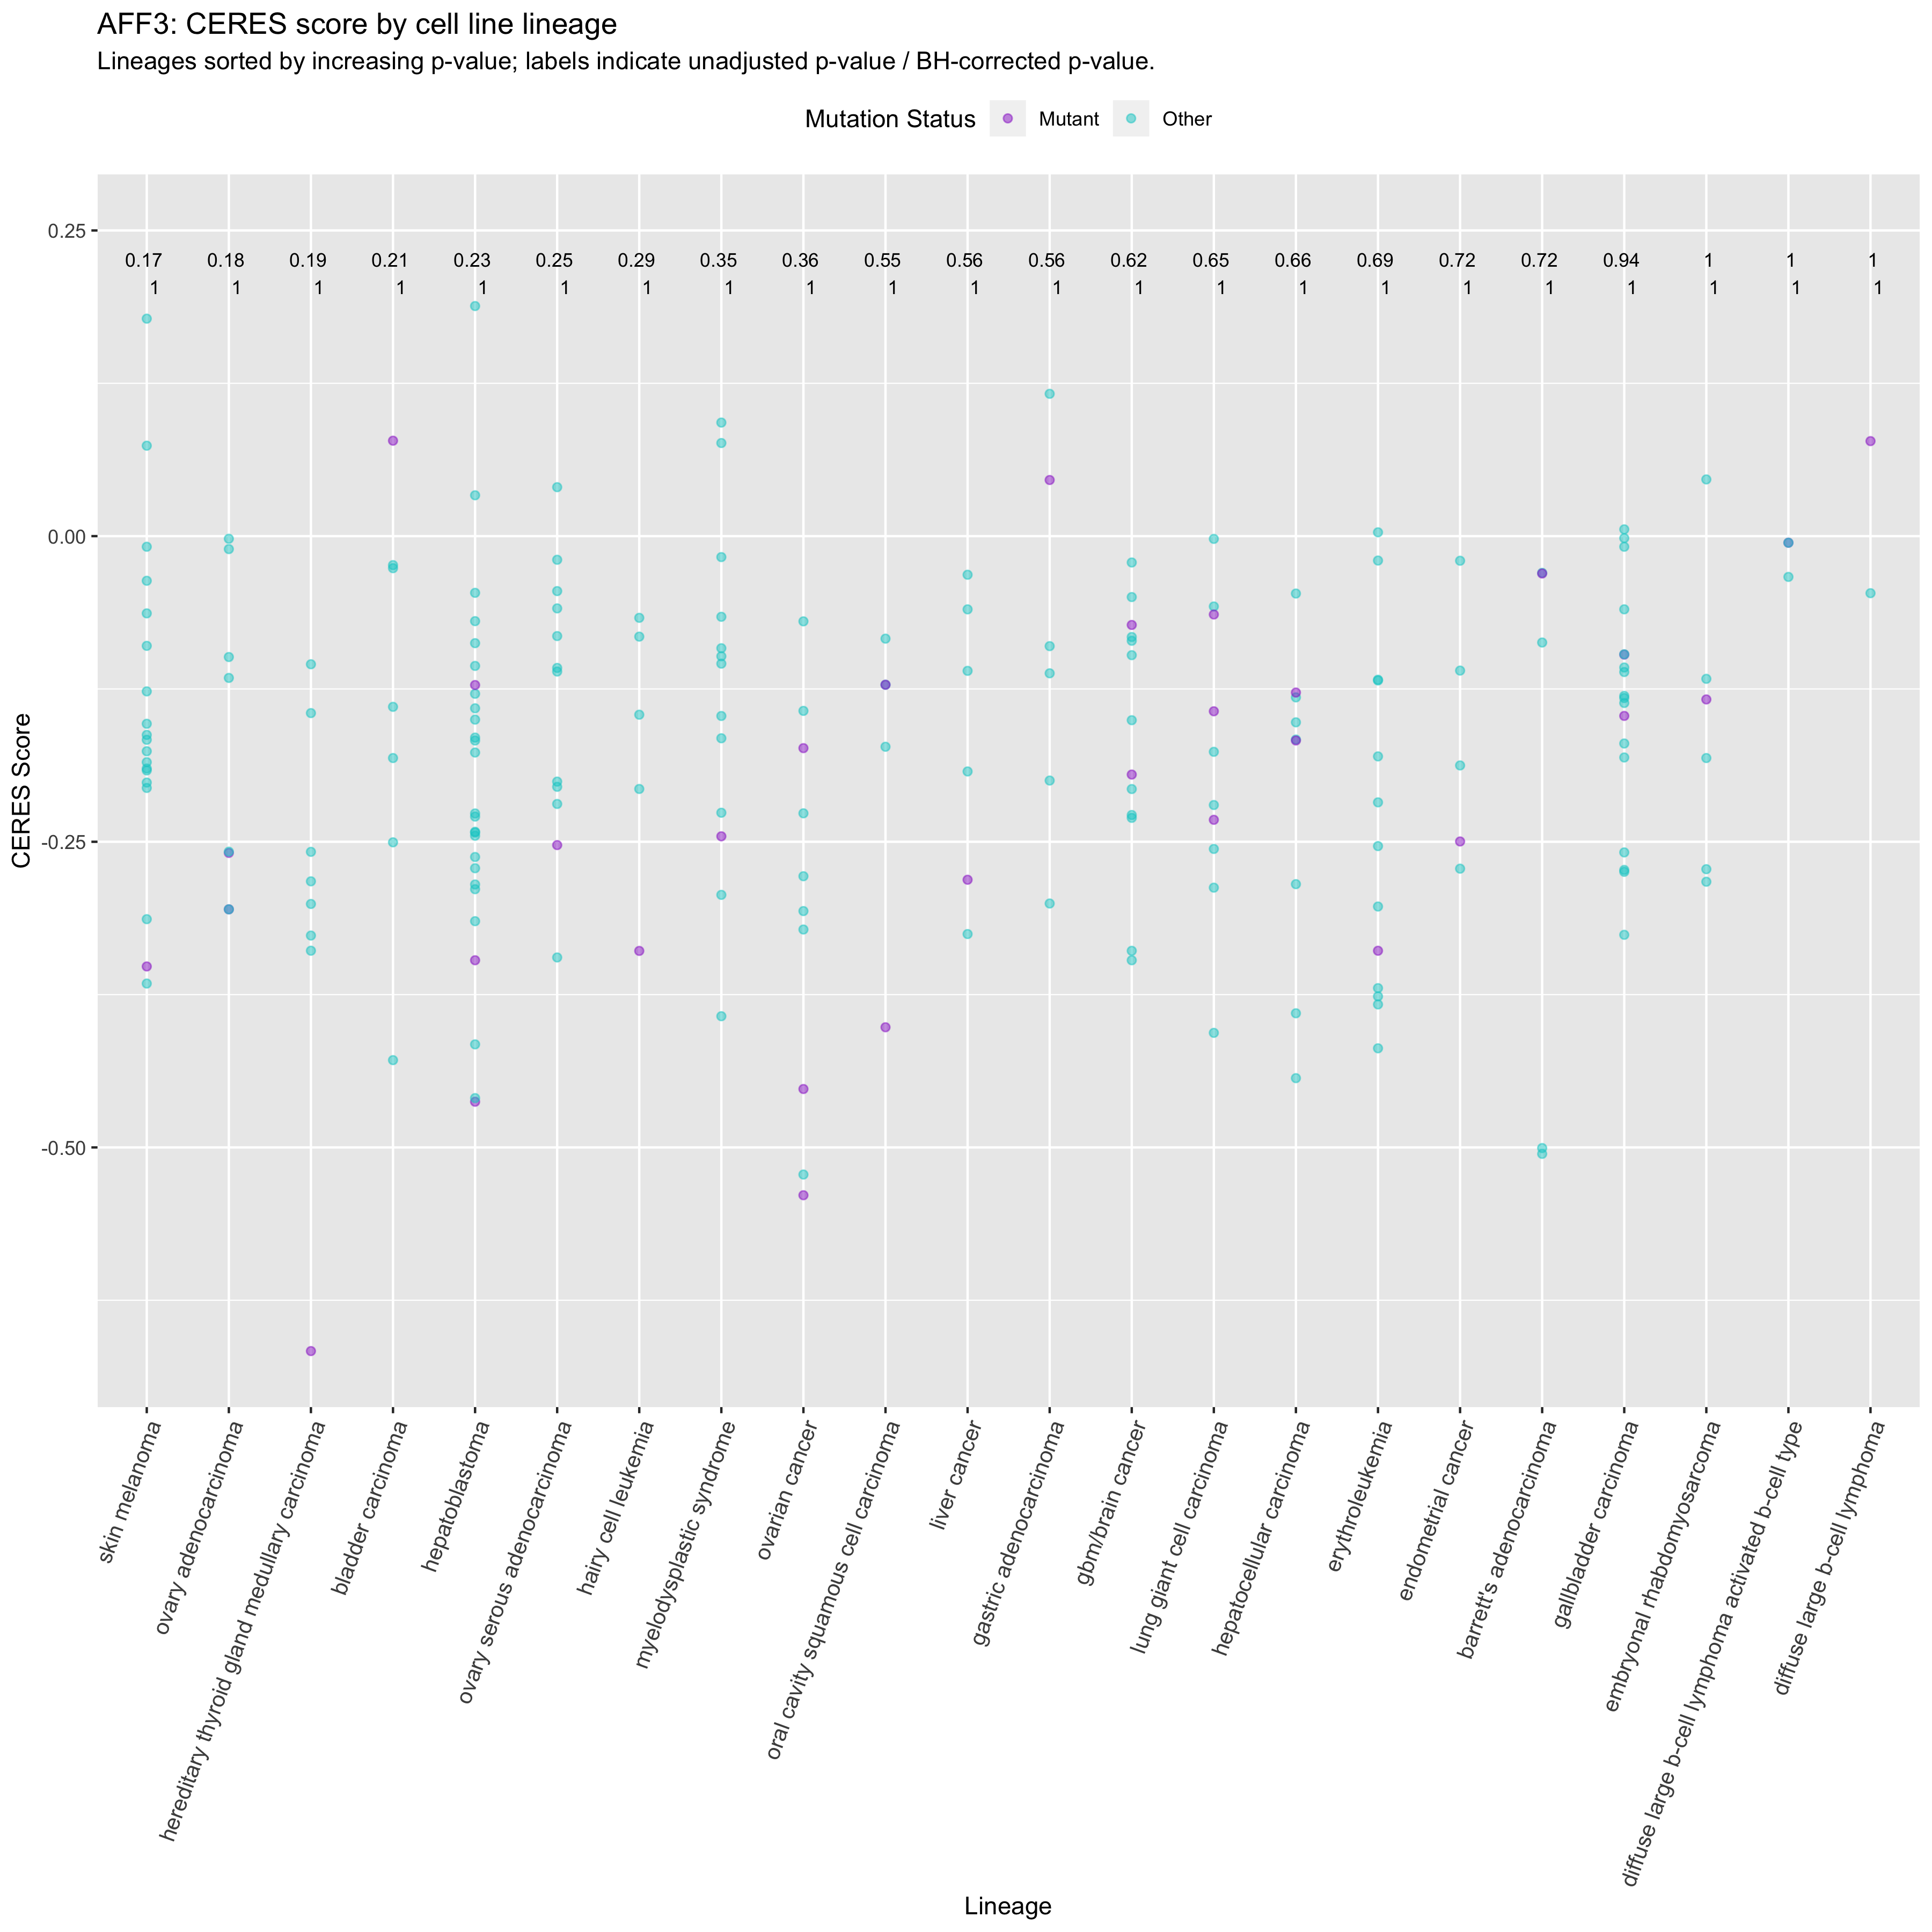 AFF3: CERES score by cell line lineage
Lineages sorted by increasing p-value; labels indicate unadjusted p-value / BH-corrected p-value.
Mutation Status Mutant Other
0.25
0.17 0.18 0.19 0.21 0.23 0.25 0.29 0.35 0.36 0.55 0.56 0.56 0.62 0.65 0.66 0.69 0.72 0.72 0.94 1 1 1
1 1 1 1 1 1 1 1 1 1 1 1 1 1 1 1 1 1 1 1 1 1
0.00
-0.25
-0.50
CERES Score
skin melanoma
ovary adenocarcinoma
hereditary thyroid gland medullary carcinoma
bladder carcinoma
hepatoblastoma
ovary serous adenocarcinoma
hairy cell leukemia
myelodysplastic syndrome
ovarian cancer
oral cavity squamous cell carcinoma
liver cancer
gastric adenocarcinoma
gbm/brain cancer
lung giant cell carcinoma
hepatocellular carcinoma
erythroleukemia
endometrial cancer
barrett's adenocarcinoma
gallbladder carcinoma
embryonal rhabdomyosarcoma
diffuse large b-cell lymphoma activated b-cell type
diffuse large b-cell lymphoma
Lineage